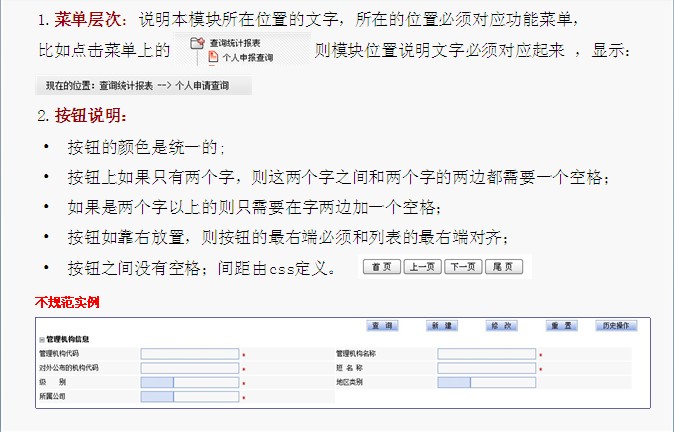 1. 菜单层次：说明本模块所在位置的文字，所在的位置必须对应功能菜单，
查询统计报表
比如点击菜单上的 则模块位置说明文字必须对应起来 ，显示：
个人申报查询
现在的位置：查询统计报表 --> 个人申请查询
2. 按钮说明：
• 按钮的颜色是统一的；
• 按钮上如果只有两个字，则这两个字之间和两个字的两边都需要一个空格；
• 如果是两个字以上的则只需要在字两边加一个空格；
• 按钮如靠右放置，则按钮的最右端必须和列表的最右端对齐；
• 按钮之间没有空格；间距由css定义。 首 页 上一页 下一页 尾 页
不规范实例
查 询 新 建 修 改 重 置 历史操作
管理机构信息
管理机构代码 * 管理机构名称 *
对外公布的机构代码 * 短 名 称 *
级 别 * 地区类别
所属公司 *